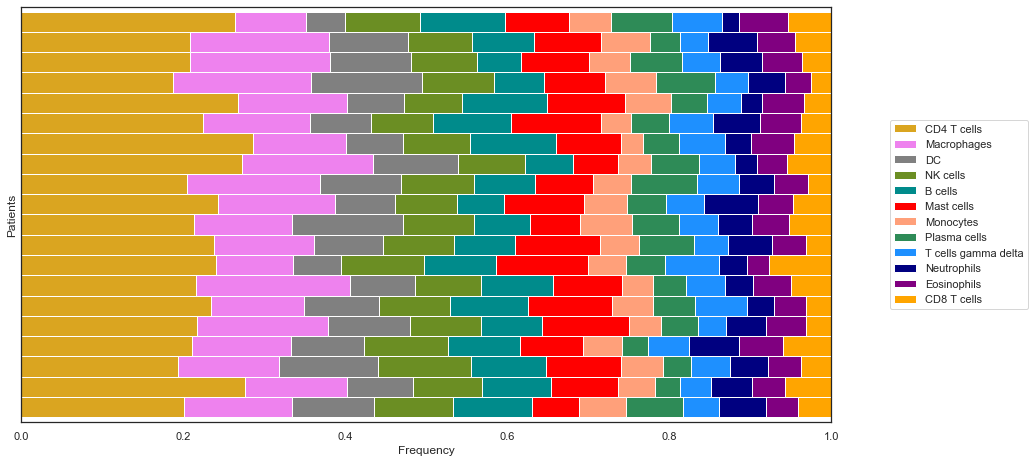 Patients
0.0
0.2
0.4
0.6
0.8
1.0
Frequency
CD4 T cells
Macrophages
DC
NK cells
B cells
Mast cells
Monocytes
Plasma cells
T cells gamma delta
Neutrophils
Eosinophils
CD8 T cells